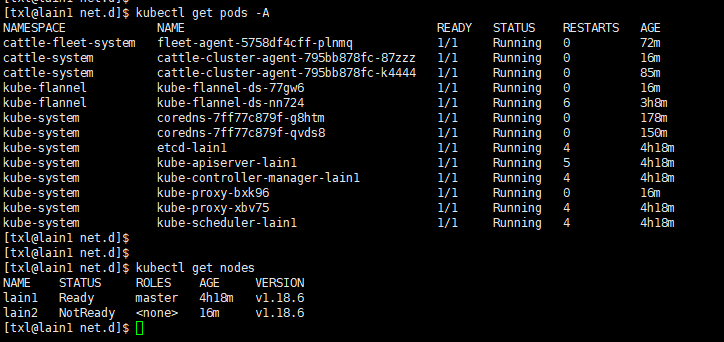 [txl@lain1 net.d]$ kubectl get pods -A
NAMESPACE NAME READY STATUS RESTARTS AGE
cattle-fleet-system fleet-agent-5758df4cff-plnmq 1/1 Running 0 72m
cattle-system cattle-cluster-agent-795bb878fc-87zzz 1/1 Running 0 16m
cattle-system cattle-cluster-agent-795bb878fc-k4444 1/1 Running 0 85m
kube-flannel kube-flannel-ds-77gw6 1/1 Running 0 16m
kube-flannel kube-flannel-ds-nn724 1/1 Running 6 3h8m
kube-system coredns-7ff77c879f-g8htm 1/1 Running 0 178m
kube-system coredns-7ff77c879f-qvds8 1/1 Running 0 150m
kube-system etcd-lain1 1/1 Running 4 4h18m
kube-system kube-apiserver-lain1 1/1 Running 5 4h18m
kube-system kube-controller-manager-lain1 1/1 Running 4 4h18m
kube-system kube-proxy-bxk96 1/1 Running 0 16m
kube-system kube-proxy-xbv75 1/1 Running 4 4h18m
kube-system kube-scheduler-lain1 1/1 Running 4 4h18m
[txl@lain1 net.d]$
[txl@lain1 net.d]$
[txl@lain1 net.d]$ kubectl get nodes
NAME STATUS ROLES AGE VERSION
lain1 Ready master 4h18m v1.18.6
lain2 NotReady <none> 16m v1.18.6
[txl@lain1 net.d]$